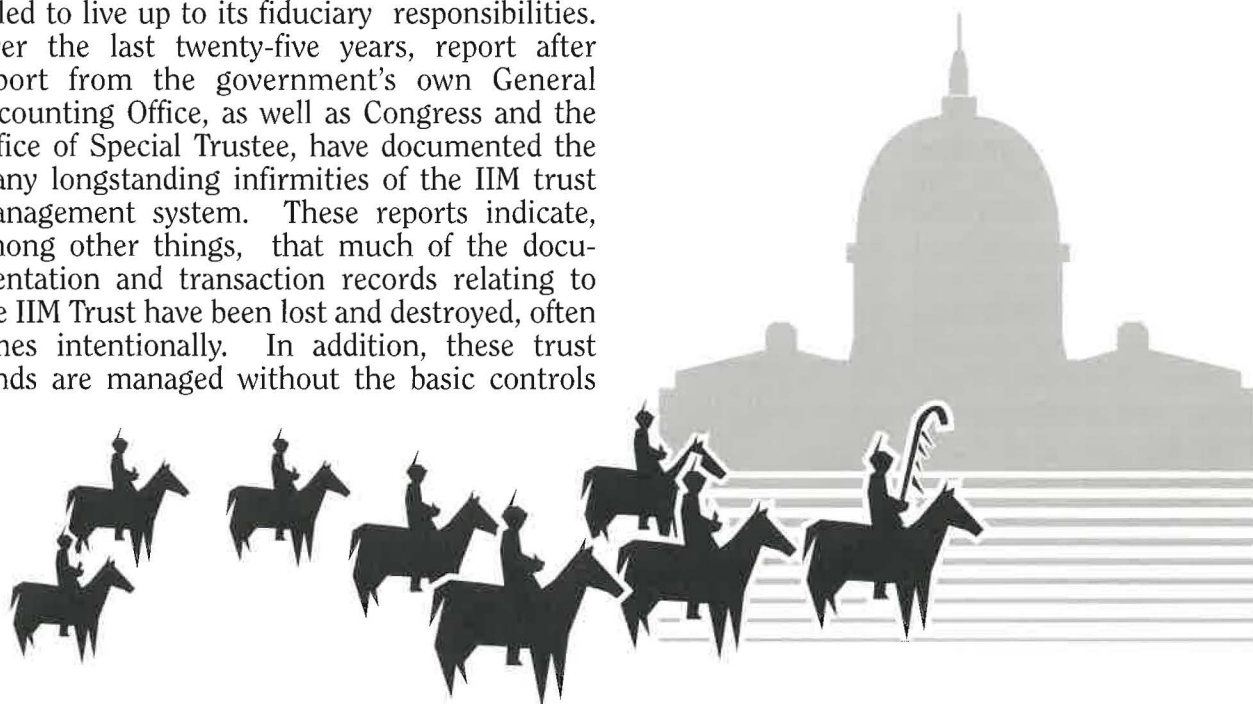 led to live up to its fiduciary responsibilities.
er the last twenty-five years, report after
port from the government's own General
counting Office, as well as Congress and the
fice of Special Trustee, have documented the
any longstanding infirmities of the IIM trust
anagement system. These reports indicate,
nong other things, that much of the docu-
entation and transaction records relating to
e IIM Trust have been lost and destroyed, often
nes intentionally. In addition, these trust
nds are managed without the basic controls